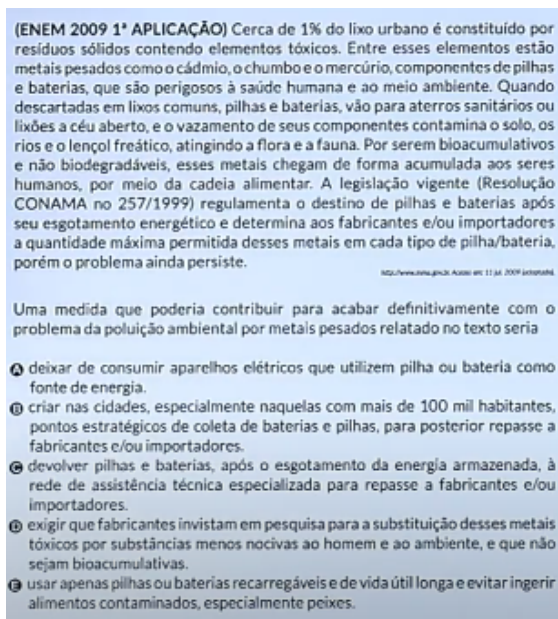 (ENEM 2009 1ª APLICAÇÃO) Cerca de 1% do lixo urbano é constituído por
resíduos sólidos contendo elementos tóxicos. Entre esses elementos estão
metais pesados como o cádmio, o chumbo e o mercúrio, componentes de pilhas
e baterias, que são perigosos à saúde humana e ao meio ambiente. Quando
descartadas em lixos comuns, pilhas e baterias, vão para aterros sanitários ou
lixões a céu aberto, e o vazamento de seus componentes contamina o solo, os
rios e o lençol freático, atingindo a flora e a fauna. Por serem bioacumulativos
e não biodegradáveis, esses metais chegam de forma acumulada aos seres
humanos, por meio da cadeia alimentar. A legislação vigente (Resolução
CONAMA no 257/1999) regulamenta o destino de pilhas e baterias após
seu esgotamento energético e determina aos fabricantes e/ou importadores
a quantidade máxima permitida desses metais em cada tipo de pilha/bateria,
porém o problema ainda persiste.
Acesso em: 11 jul. 2009
Uma medida que poderia contribuir para acabar definitivamente com o
problema da poluição ambiental por metais pesados relatado no texto seria
A deixar de consumir aparelhos elétricos que utilizem pilha ou bateria como
fonte de energia.
B criar nas cidades, especialmente naquelas com mais de 100 mil habitantes,
pontos estratégicos de coleta de baterias e pilhas, para posterior repasse a
fabricantes e/ou importadores.
C devolver pilhas e baterias, após o esgotamento da energia armazenada, à
rede de assistência técnica especializada para repasse a fabricantes e/ou
importadores.
D exigir que fabricantes invistam em pesquisa para a substituição desses metais
tóxicos por substâncias menos nocivas ao homem e ao ambiente, e que não
sejam bioacumulativas.
E usar apenas pilhas ou baterias recarregáveis e de vida útil longa e evitar ingerir
alimentos contaminados, especialmente peixes.